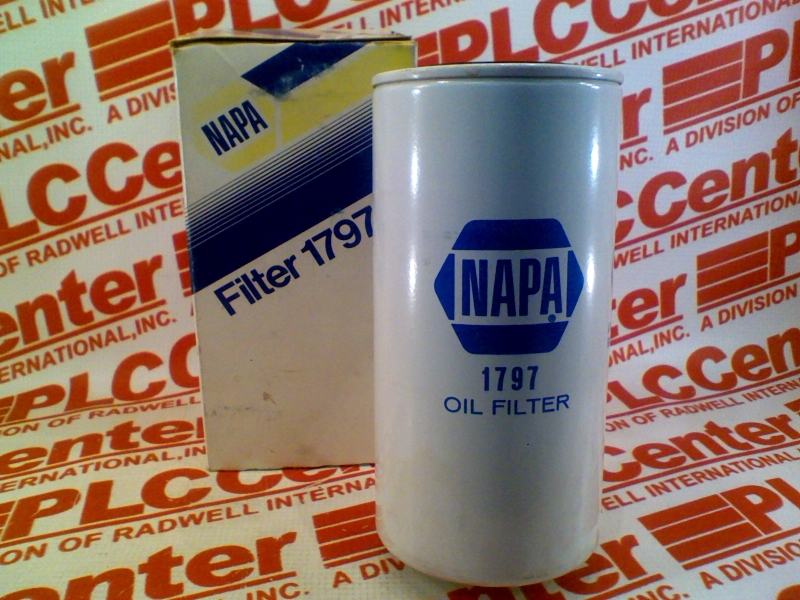 NAPA
Filter 1797
NAPA
1797
OIL FILTER
PLCCenter
A DIVISION OF RADWELL INTERNATIONAL, INC.